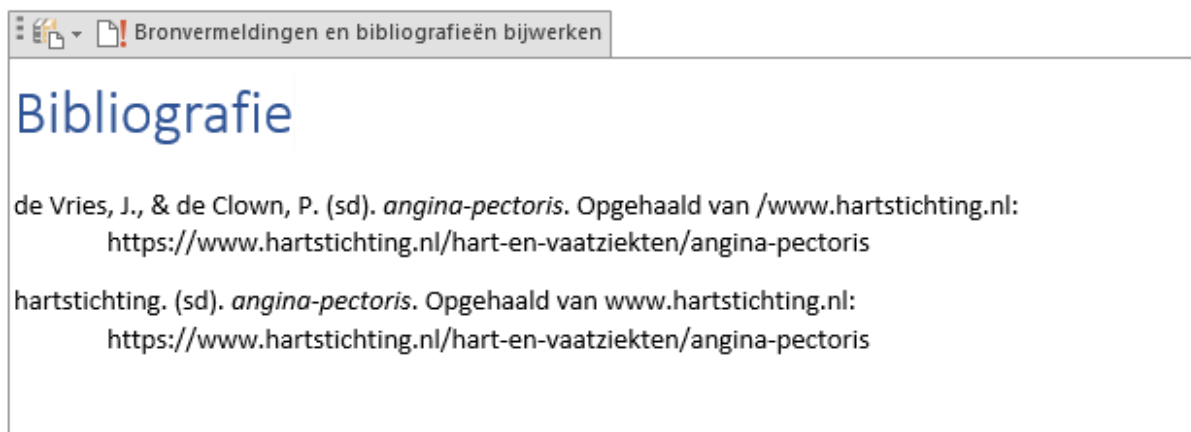 Bronvermeldingen en bibliografieën bijwerken
Bibliografie
de Vries, J., & de Clown, P. (sd). angina-pectoris. Opgehaald van /www.hartstichting.nl:
https://www.hartstichting.nl/hart-en-vaatziekten/angina-pectoris
hartstichting. (sd). angina-pectoris. Opgehaald van www.hartstichting.nl:
https://www.hartstichting.nl/hart-en-vaatziekten/angina-pectoris